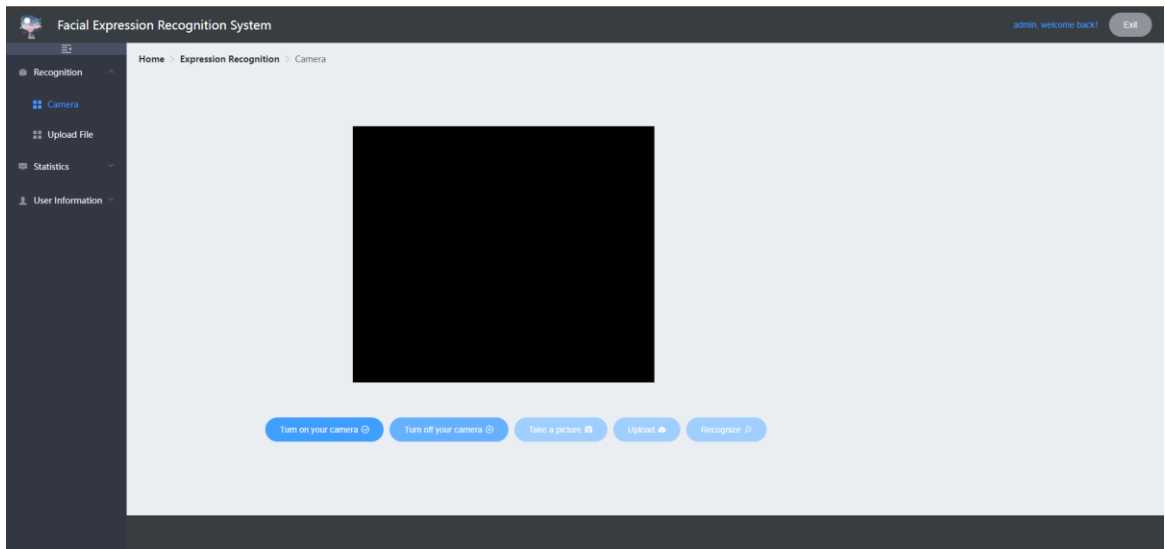 Facial Expression Recognition System
admin, welcome back!
Exit
Home > Expression Recognition > Camera
Recognition
Camera
Upload File
Statistics
User Information
Turn on your camera
Turn off your camera
Take a picture
Upload
Recognize